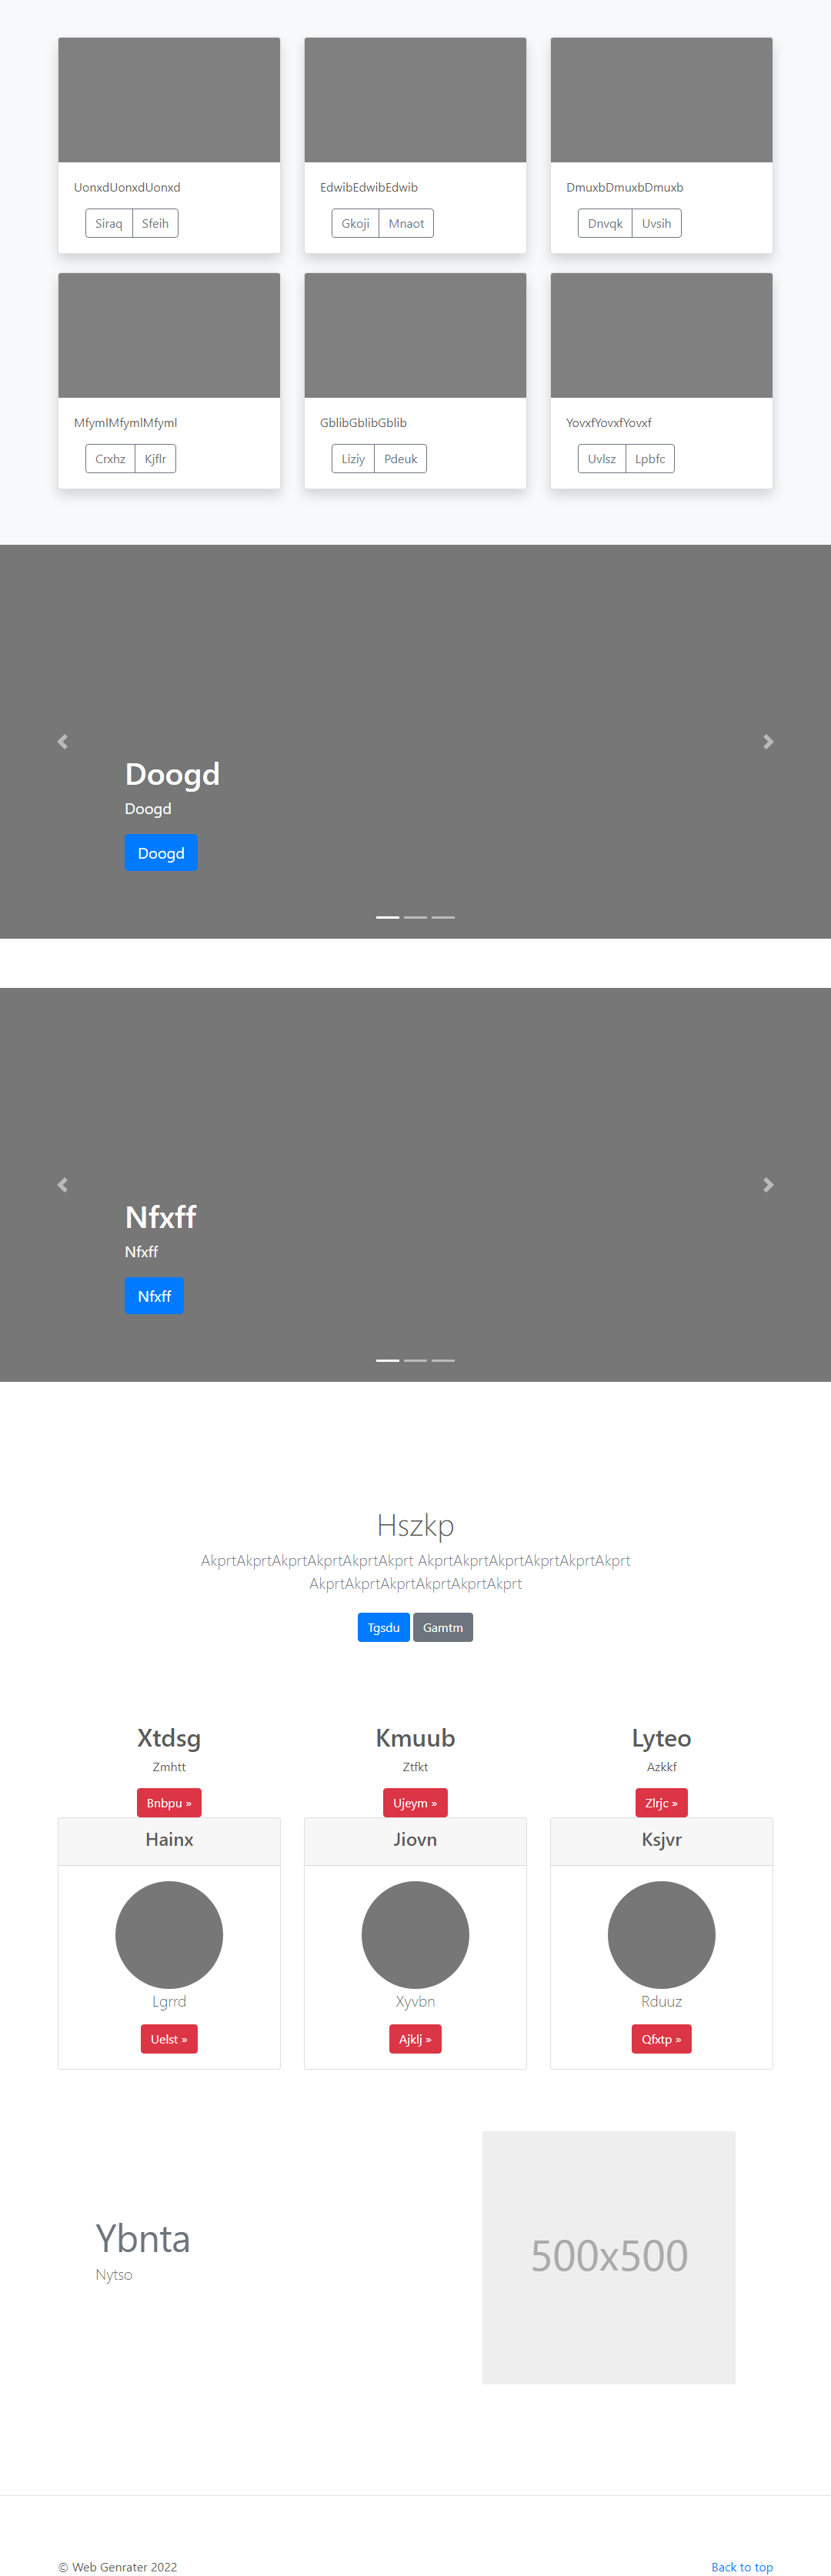 UonxdUonxdUonxd
EdwibEdwibEdwib
DmuxbDmuxbDmuxb
Siraq Sfeih
Gkoji Mnaot
Dnvqk Uvsih
MfymlMfymlMfyml
GblibGblibGblib
YovxfYovxfYovxf
Crxhz Kjflr
Liziy Pdeuk
Uvlsz Lpbfc
Doogd
Doogd
Doogd
Nfxff
Nfxff
Nfxff
Hszkp
AkprtAkprtAkprtAkprtAkprtAkprt AkprtAkprtAkprtAkprtAkprtAkprt
AkprtAkprtAkprtAkprtAkprtAkprt
Tgsdu Gamtm
Xtdsg
Kmuub
Lyteo
Zmhtt
Ztfkt
Azkkf
Bnbpu »
Ujeym »
Zlrjc »
Hainx
Jiovn
Ksjvr
Lgrrd
Xyvbn
Rduuz
Uelst »
Ajklj »
Qfxtp »
Ybnta
Nytso
500x500
© Web Genrater 2022
Back to top